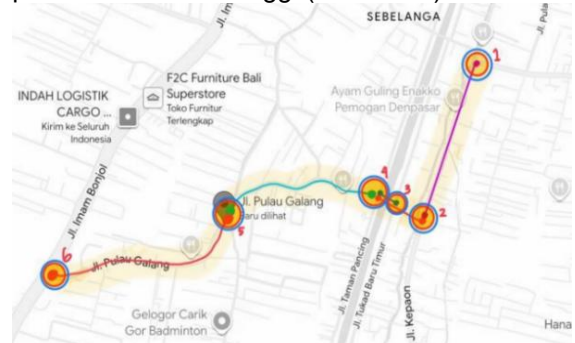 SEBELANGA
Jl. Im
Jl. Pula
1
F2C Furniture Bali
Superstore
Toko Furnitur
Terlengkap
INDAH LOGISTIK
CARGO ...
Kirim ke Seluruh
Indonesia
Ayam Guling Enakko
Pemogan Denpasar
Jl. Imam Bonjol
4
3
2
Jl. Pulau Galang
Baru dilihat
5
6
Jl. Pulau Galang
Jl. Taman Pancing
Jl. Tukad Baru Timur
Jl. Kepaon
Gelogor Carik
Gor Badminton
Hana